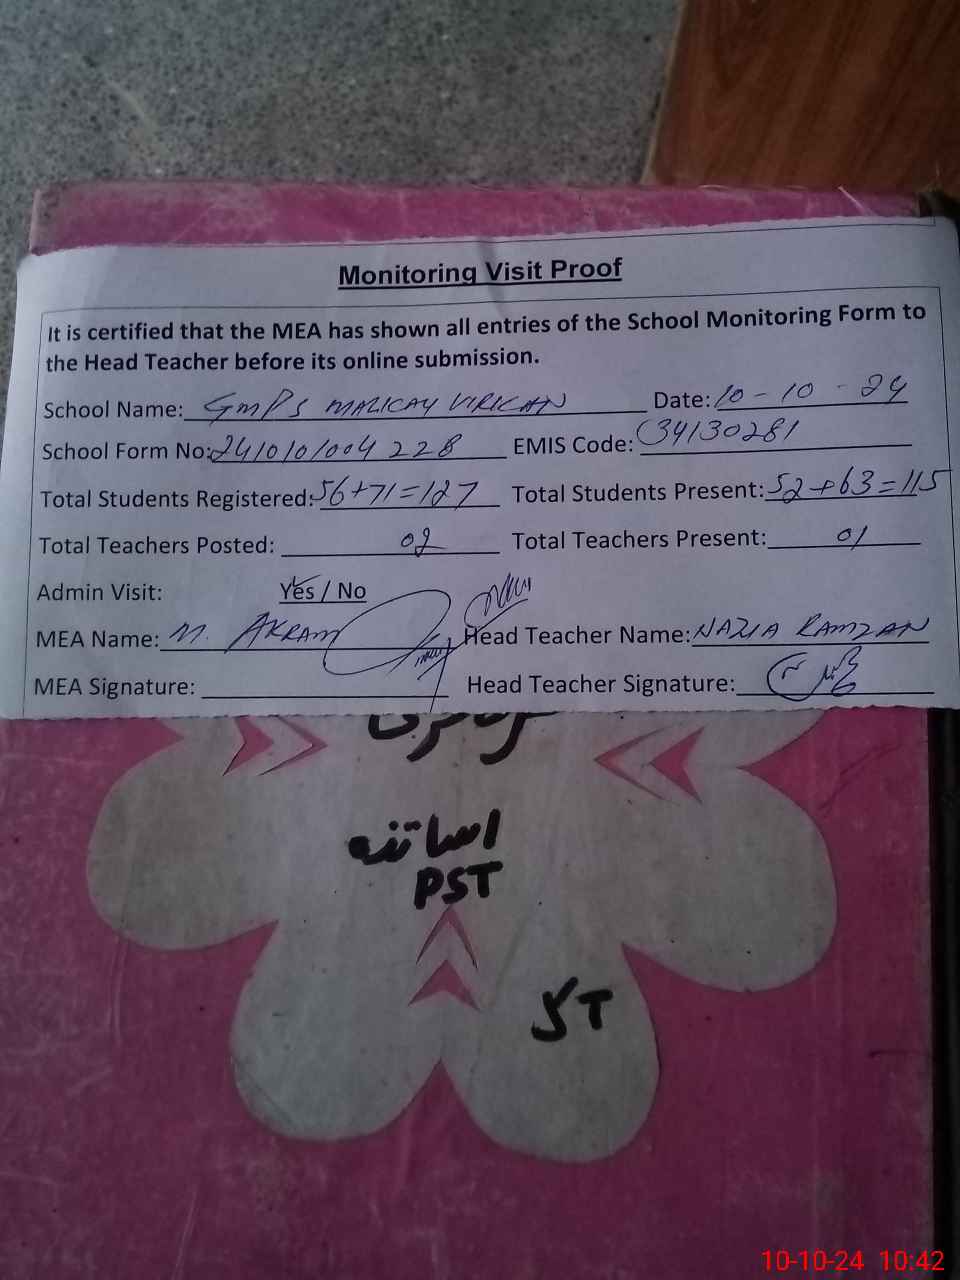 Monitoring Visit Proof
It is certified that the MEA has shown all entries of the School Monitoring Form to
the Head Teacher before its online submission.
School Name: GMPS MALICAY VIRICAN Date: 10-10-24
School Form No: 2410101004228 EMIS Code: 34130281
Total Students Registered: 56+71=127 Total Students Present: 52+63=115
Total Teachers Posted: 02 Total Teachers Present: 01
Admin Visit: Yes / No
MEA Name: M. AKRAM Head Teacher Name: NAZIA RAMZAN
MEA Signature: Head Teacher Signature:
اساتذہ
PST
10-10-24 10:42